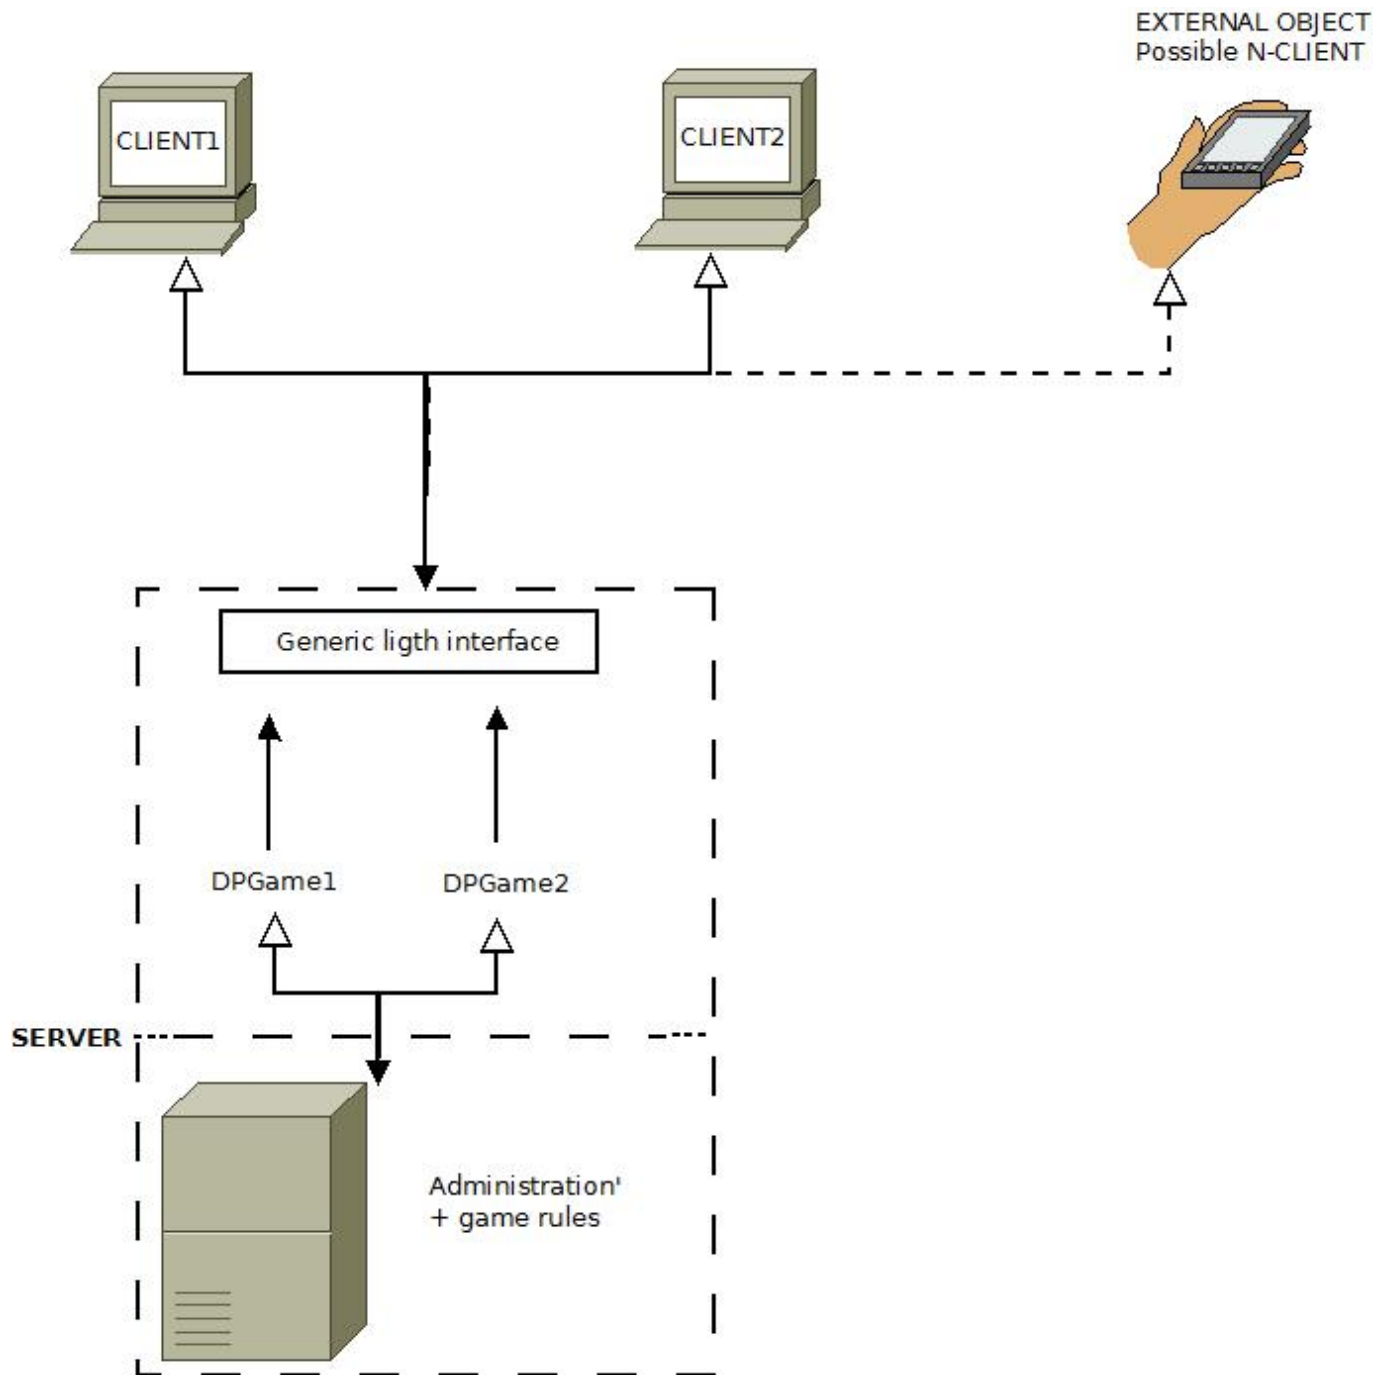 EXTERNAL OBJECT
Possible N-CLIENT
CLIENT1
CLIENT2
Generic ligth interface
DPGame1
DPGame2
SERVER
Administration'
+ game rules